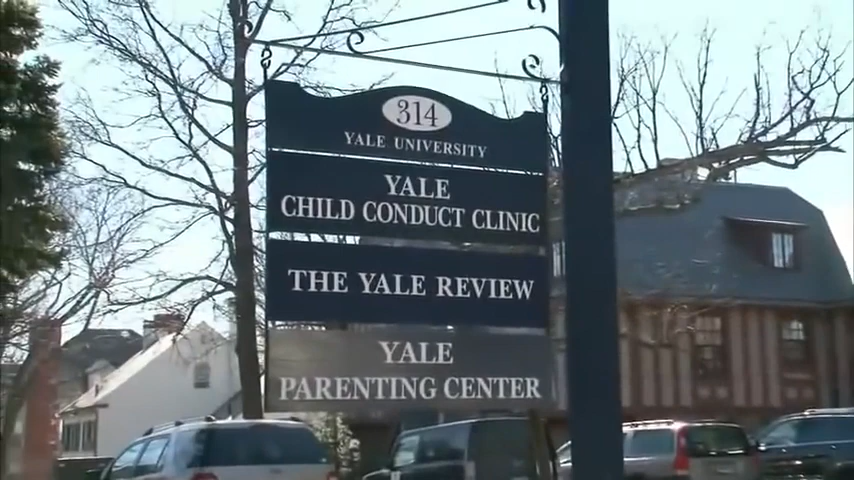 314
YALE UNIVERSITY
YALE
CHILD CONDUCT CLINIC
THE YALE REVIEW
YALE
PARENTING CENTER